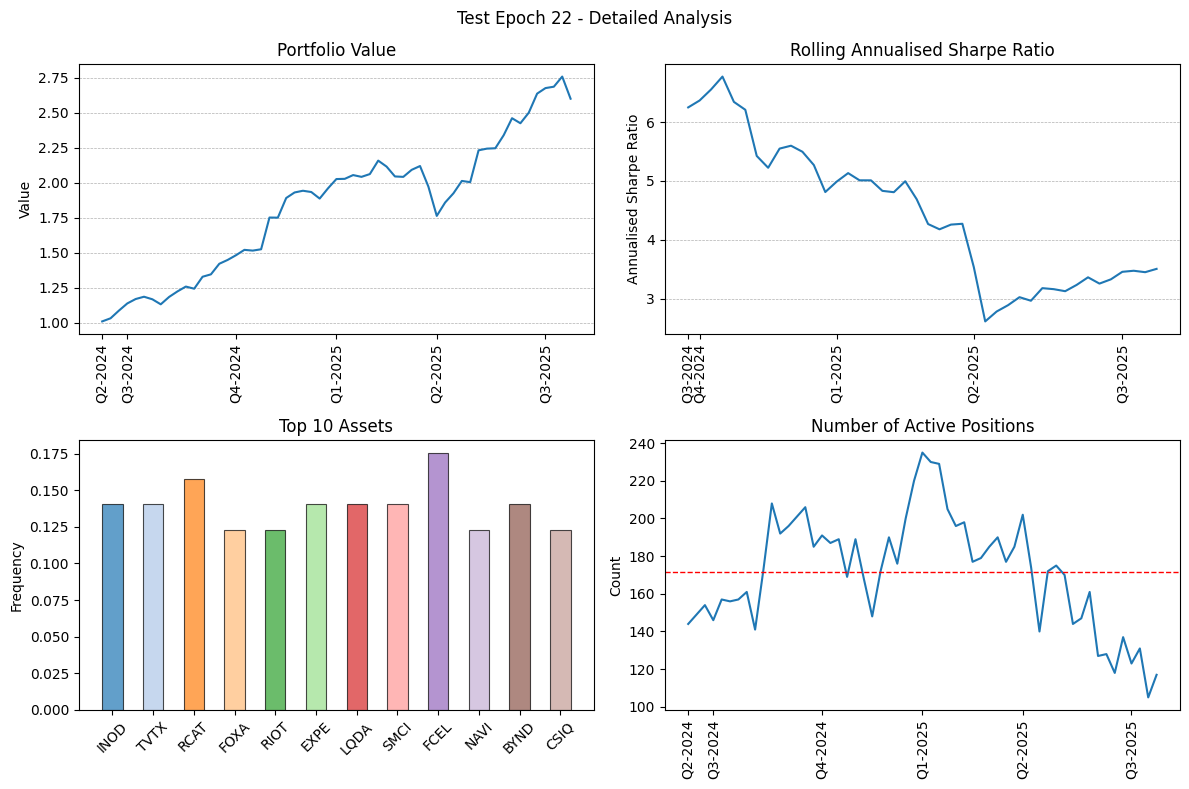 Test Epoch 22 - Detailed Analysis
Portfolio Value
Value
2.75
2.50
2.25
2.00
1.75
1.50
1.25
1.00
Q2-2024
Q3-2024
Q4-2024
Q1-2025
Q2-2025
Q3-2025
Rolling Annualised Sharpe Ratio
Annualised Sharpe Ratio
6
5
4
3
Q3-2024
Q4-2024
Q1-2025
Q2-2025
Q3-2025
Top 10 Assets
Frequency
0.175
0.150
0.125
0.100
0.075
0.050
0.025
0.000
INOD
TVTX
RCAT
FOXA
RIOT
EXPE
LQDA
SMCI
FCEL
NAVI
BYND
CSIQ
Number of Active Positions
Count
240
220
200
180
160
140
120
100
Q2-2024
Q3-2024
Q4-2024
Q1-2025
Q2-2025
Q3-2025